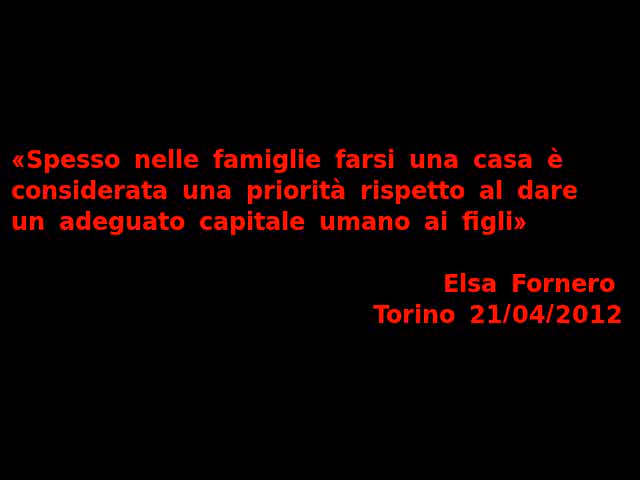 «Spesso nelle famiglie farsi una casa è
considerata una priorità rispetto al dare
un adeguato capitale umano ai figli»
Elsa Fornero
Torino 21/04/2012